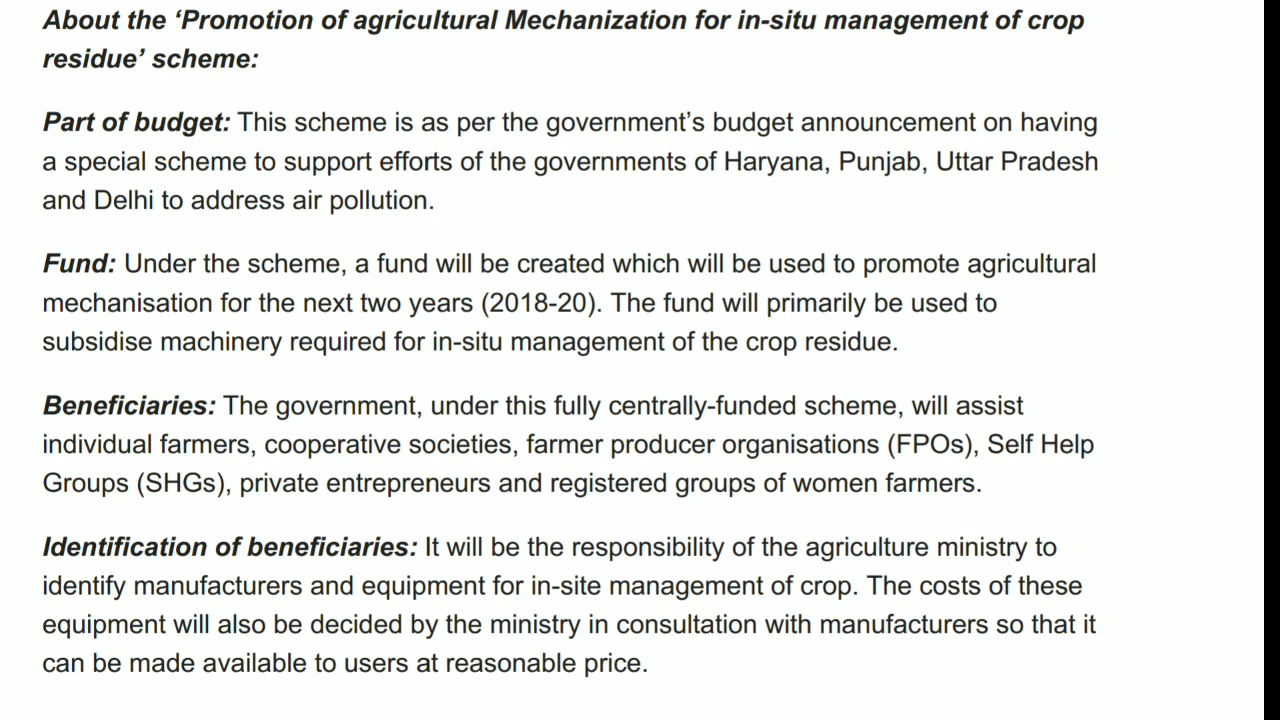 About the ‘Promotion of agricultural Mechanization for in-situ management of crop
residue’ scheme:
Part of budget: This scheme is as per the government’s budget announcement on having
a special scheme to support efforts of the governments of Haryana, Punjab, Uttar Pradesh
and Delhi to address air pollution.
Fund: Under the scheme, a fund will be created which will be used to promote agricultural
mechanisation for the next two years (2018-20). The fund will primarily be used to
subsidise machinery required for in-situ management of the crop residue.
Beneficiaries: The government, under this fully centrally-funded scheme, will assist
individual farmers, cooperative societies, farmer producer organisations (FPOs), Self Help
Groups (SHGs), private entrepreneurs and registered groups of women farmers.
Identification of beneficiaries: It will be the responsibility of the agriculture ministry to
identify manufacturers and equipment for in-site management of crop. The costs of these
equipment will also be decided by the ministry in consultation with manufacturers so that it
can be made available to users at reasonable price.